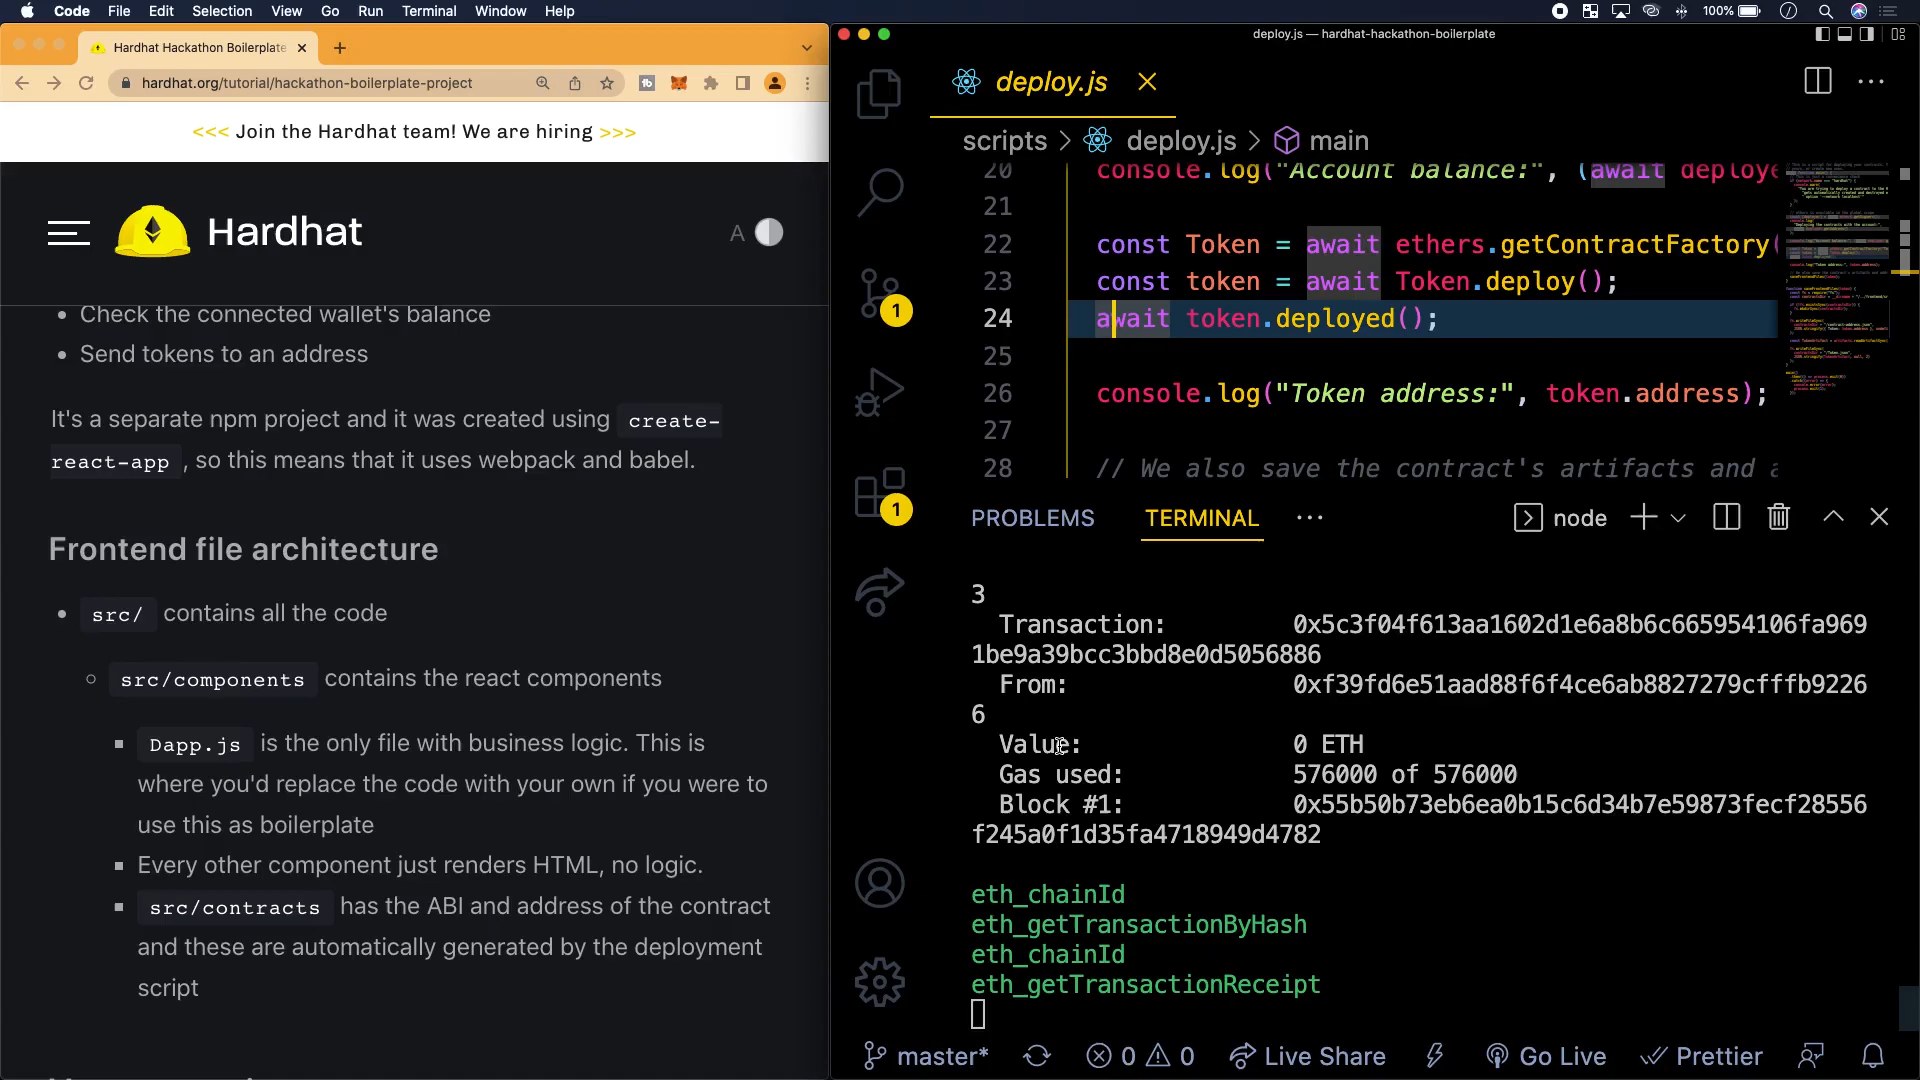 Code File Edit Selection View Go Run Terminal Window Help
100%
Hardhat Hackathon Boilerplate
hardhat.org/tutorial/hackathon-boilerplate-project
<<< Join the Hardhat team! We are hiring >>>
Hardhat
A
• Check the connected wallet's balance
• Send tokens to an address
It's a separate npm project and it was created using create-
react-app , so this means that it uses webpack and babel.
Frontend file architecture
• src/ contains all the code
src/components contains the react components
Dapp.js is the only file with business logic. This is
where you'd replace the code with your own if you were to
use this as boilerplate
Every other component just renders HTML, no logic.
src/contracts has the ABI and address of the contract
and these are automatically generated by the deployment
script
deploy.js — hardhat-hackathon-boilerplate
deploy.js
scripts > deploy.js > main
20 console.log("Account balance:", (await deploye
21
22 const Token = await ethers.getContractFactory(
23 const token = await Token.deploy();
24 await token.deployed();
25
26 console.log("Token address:", token.address);
27
28 // We also save the contract's artifacts and a
1
1
PROBLEMS TERMINAL ··· node
3
Transaction: 0x5c3f04f613aa1602d1e6a8b6c665954106fa969
1be9a39bcc3bbd8e0d5056886
From: 0xf39fd6e51aad88f6f4ce6ab8827279cfffb9226
6
Value: 0 ETH
Gas used: 576000 of 576000
Block #1: 0x55b50b73eb6ea0b15c6d34b7e59873fecf28556
f245a0f1d35fa4718949d4782
eth_chainId
eth_getTransactionByHash
eth_chainId
eth_getTransactionReceipt
master* 0 0 Live Share Go Live Prettier